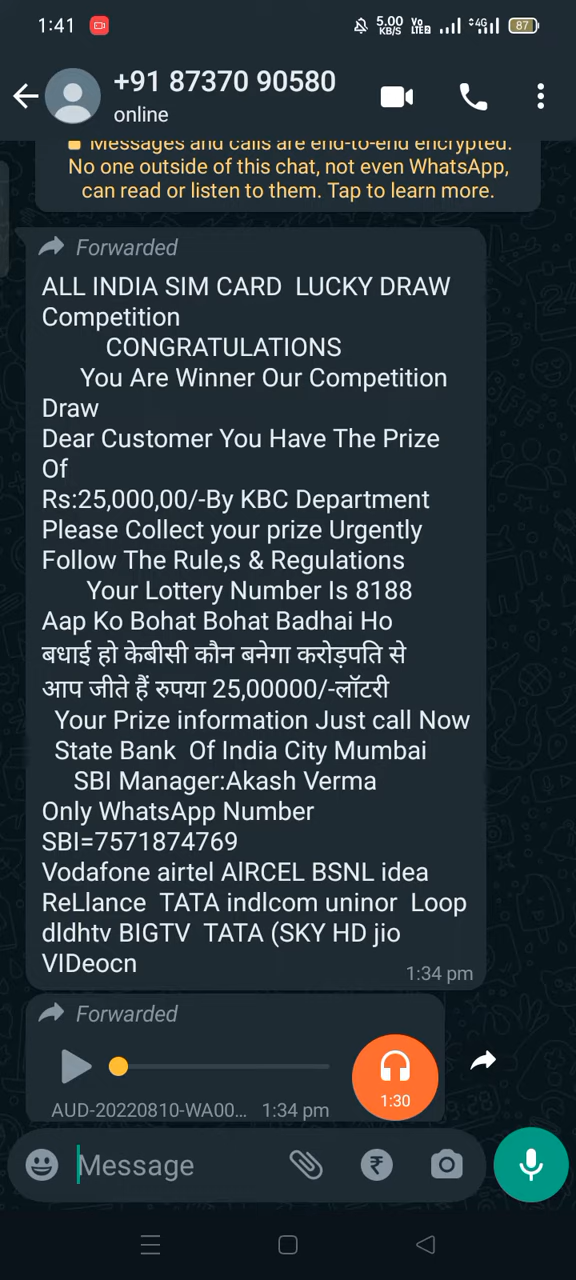 1:41
5.00 KB/S
Vo LTE2
4G
87
+91 87370 90580
online
Messages and calls are end-to-end encrypted.
No one outside of this chat, not even WhatsApp,
can read or listen to them. Tap to learn more.
Forwarded
ALL INDIA SIM CARD LUCKY DRAW
Competition
CONGRATULATIONS
You Are Winner Our Competition
Draw
Dear Customer You Have The Prize
Of
Rs:25,000,00/-By KBC Department
Please Collect your prize Urgently
Follow The Rule,s & Regulations
Your Lottery Number Is 8188
Aap Ko Bohat Bohat Badhai Ho
बधाई हो केबीसी कौन बनेगा करोड़पति से
आप जीते हैं रुपया 25,00000/-लॉटरी
Your Prize information Just call Now
State Bank Of India City Mumbai
SBI Manager:Akash Verma
Only WhatsApp Number
SBI=7571874769
Vodafone airtel AlRCEL BSNL idea
ReLlance TATA indlcom uninor Loop
dldhtv BIGTV TATA (SKY HD jio
VIDeocn
1:34 pm
Forwarded
1:30
AUD-20220810-WA00... 1:34 pm
Message